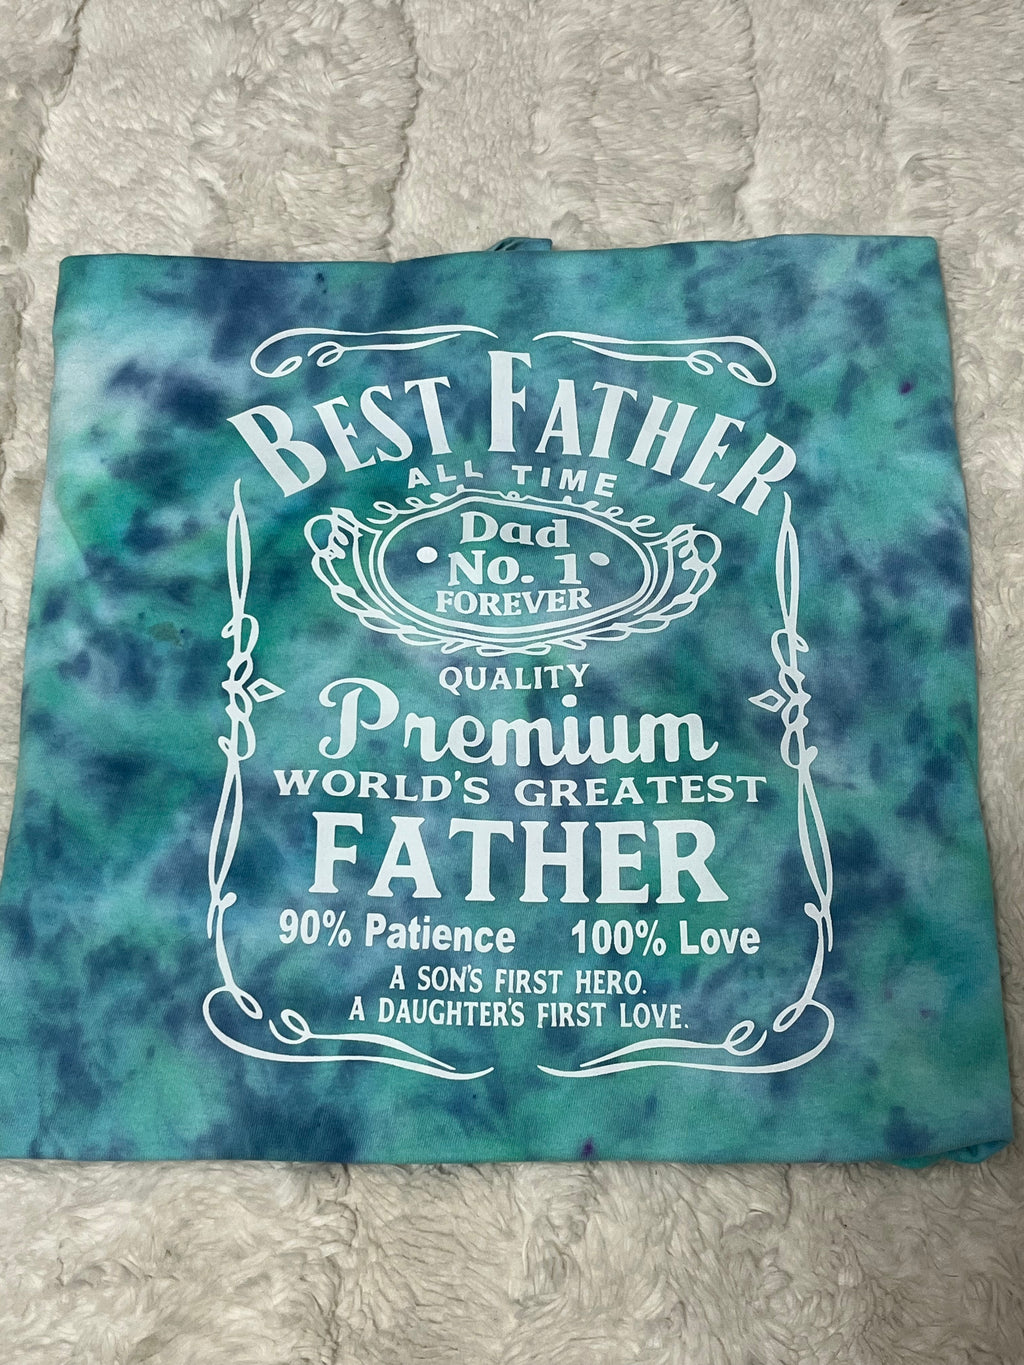 BEST FATHER
ALL TIME
Dad
No. 1
FOREVER
QUALITY
Premium
WORLD'S GREATEST
FATHER
90% Patience 100% Love
A SON'S FIRST HERO.
A DAUGHTER'S FIRST LOVE.